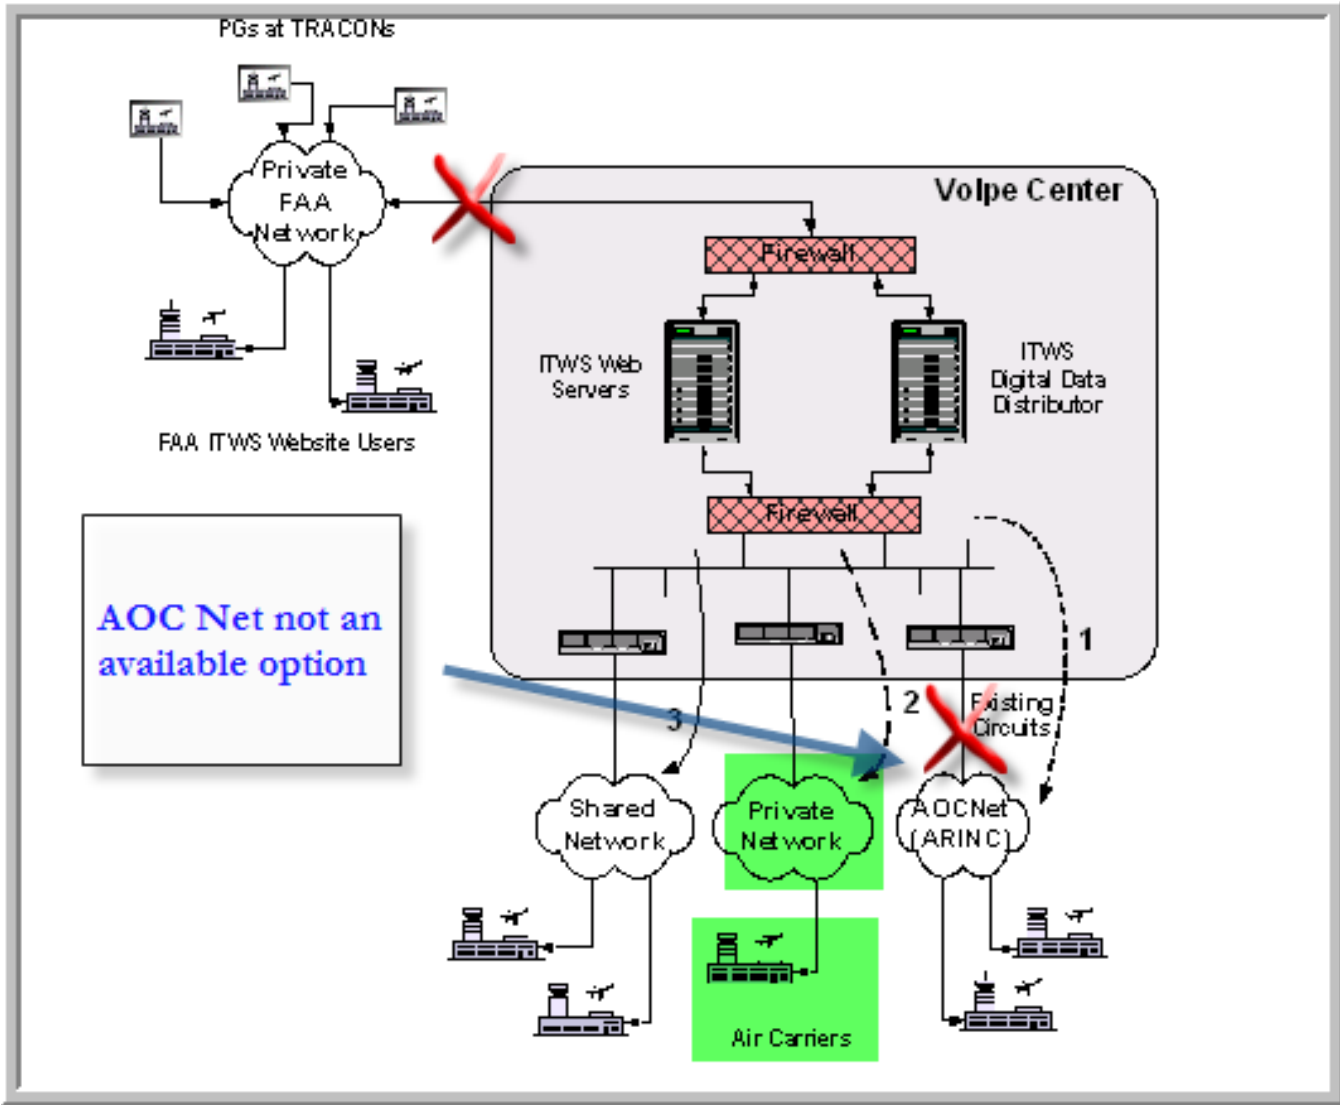 PGs at TRACONs
Private
FAA
Network
Volpe Center
Firewall
ITWS Web
Servers
ITWS
Digital Data
Distributor
FAA ITWS Website Users
Firewall
AOC Net not an
available option
1
2
3
Existing
Circuits
Shared
Network
Private
Network
AOCNet
(ARINC)
Air Carriers